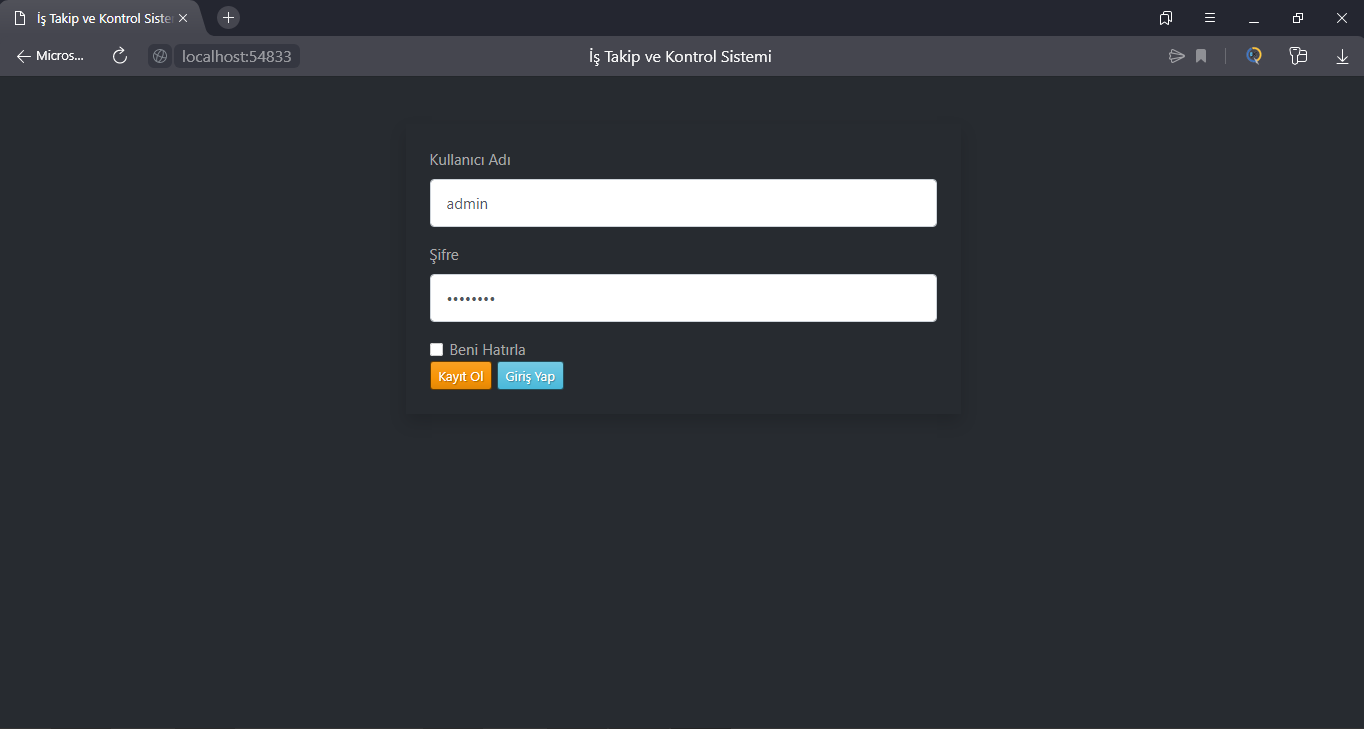 İş Takip ve Kontrol Siste
Micros...
localhost:54833
İş Takip ve Kontrol Sistemi
Kullanıcı Adı
admin
Şifre
••••••••
Beni Hatırla
Kayıt Ol
Giriş Yap